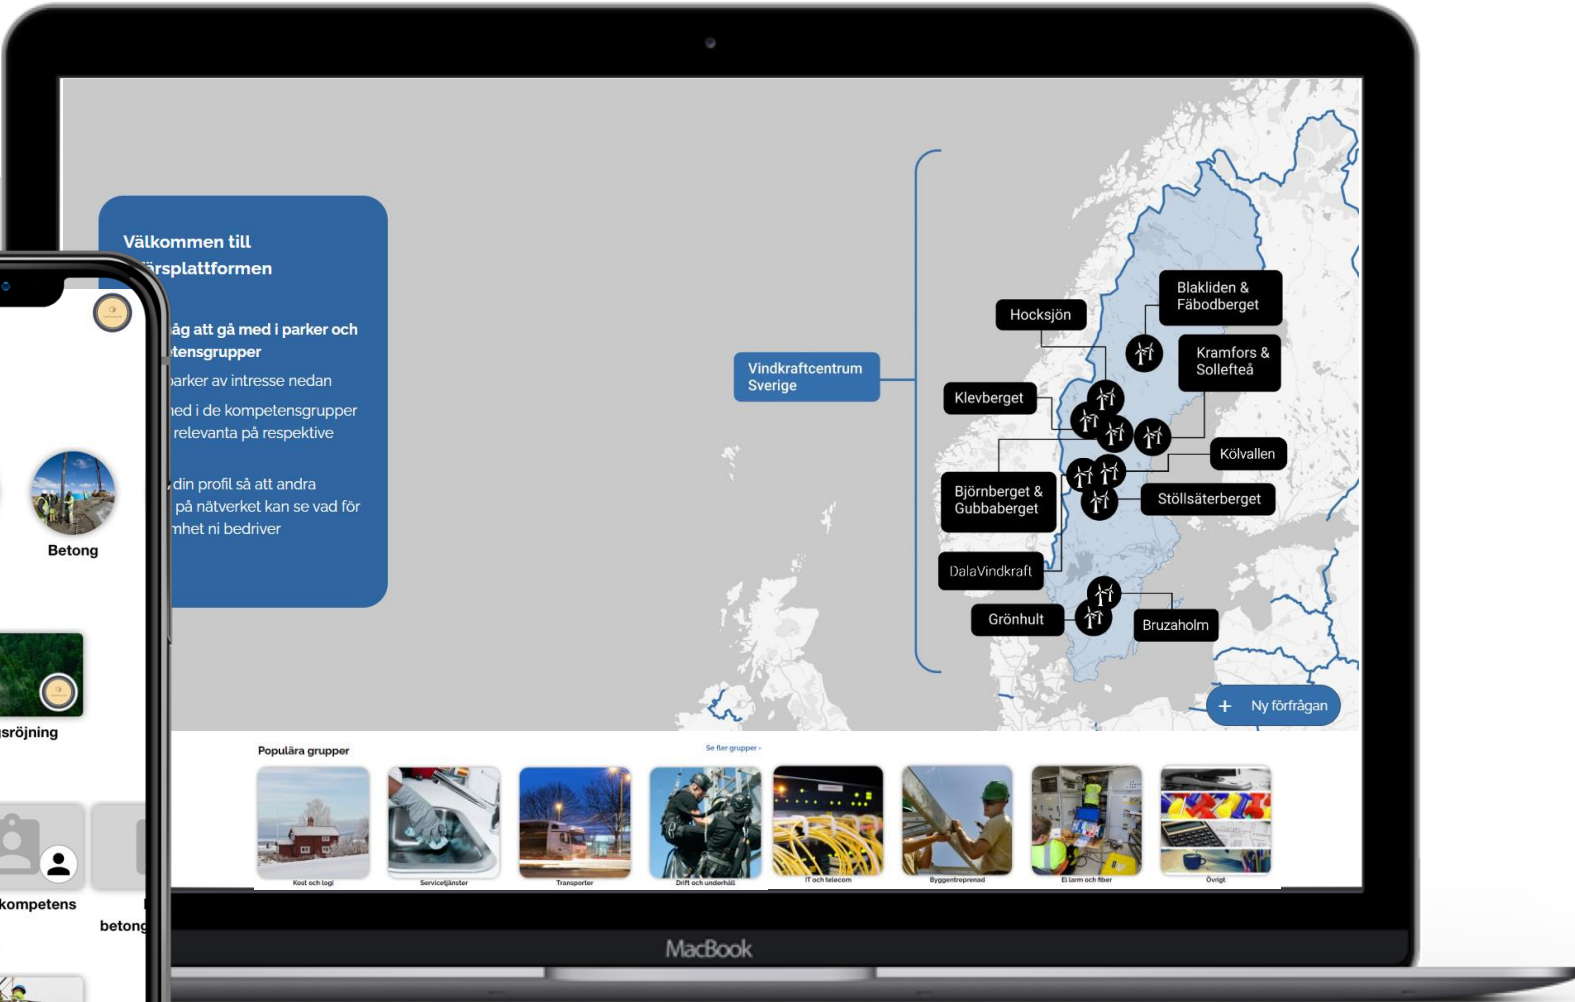 Välkommen till
ärsplattformen
åg att gå med i parker och
etensgrupper
parker av intresse nedan
ed i de kompetensgrupper
relevanta på respektive
din profil så att andra
på nätverket kan se vad för
mhet ni bedriver
Vindkraftcentrum
Sverige
Blakliden &
Fäbodberget
Hocksjön
Kramfors &
Sollefteå
Klevberget
Kölvallen
Björnberget &
Gubbaberget
Stöllsäterberget
DalaVindkraft
Grönhult
Bruzaholm
+ Ny förfrågan
Populära grupper
Se fler grupper ›
Kost och logi
Servicetjänster
Transporter
Drift och underhåll
IT och telecom
Byggentreprenad
El larm och fiber
Övrigt
Betong
sröjning
kompetens
betong
MacBook